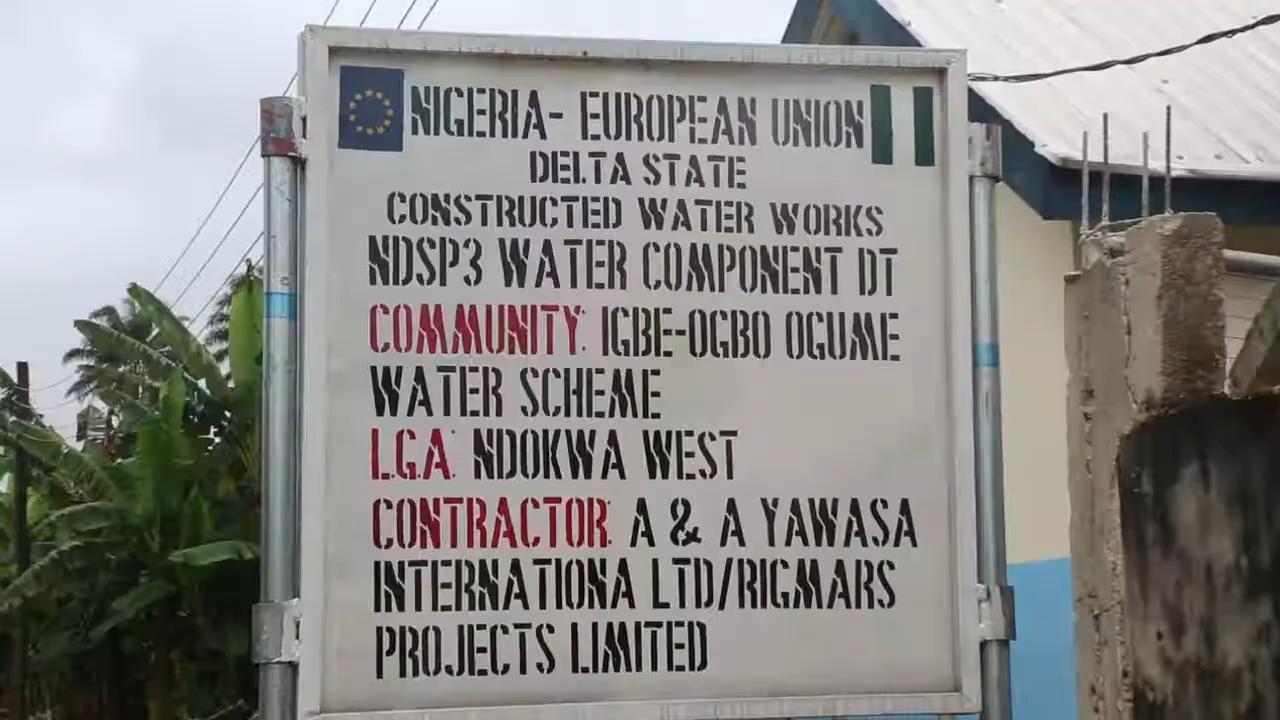 NIGERIA- EUROPEAN UNION
DELTA STATE
CONSTRUCTED WATER WORKS
NDSP3 WATER COMPONENT DT
COMMUNITY: IGBE-OGBO OGUME
WATER SCHEME
L.G.A: NDOKWA WEST
CONTRACTOR: A & A YAWASA
INTERNATIONA LTD/RIGMARS
PROJECTS LIMITED